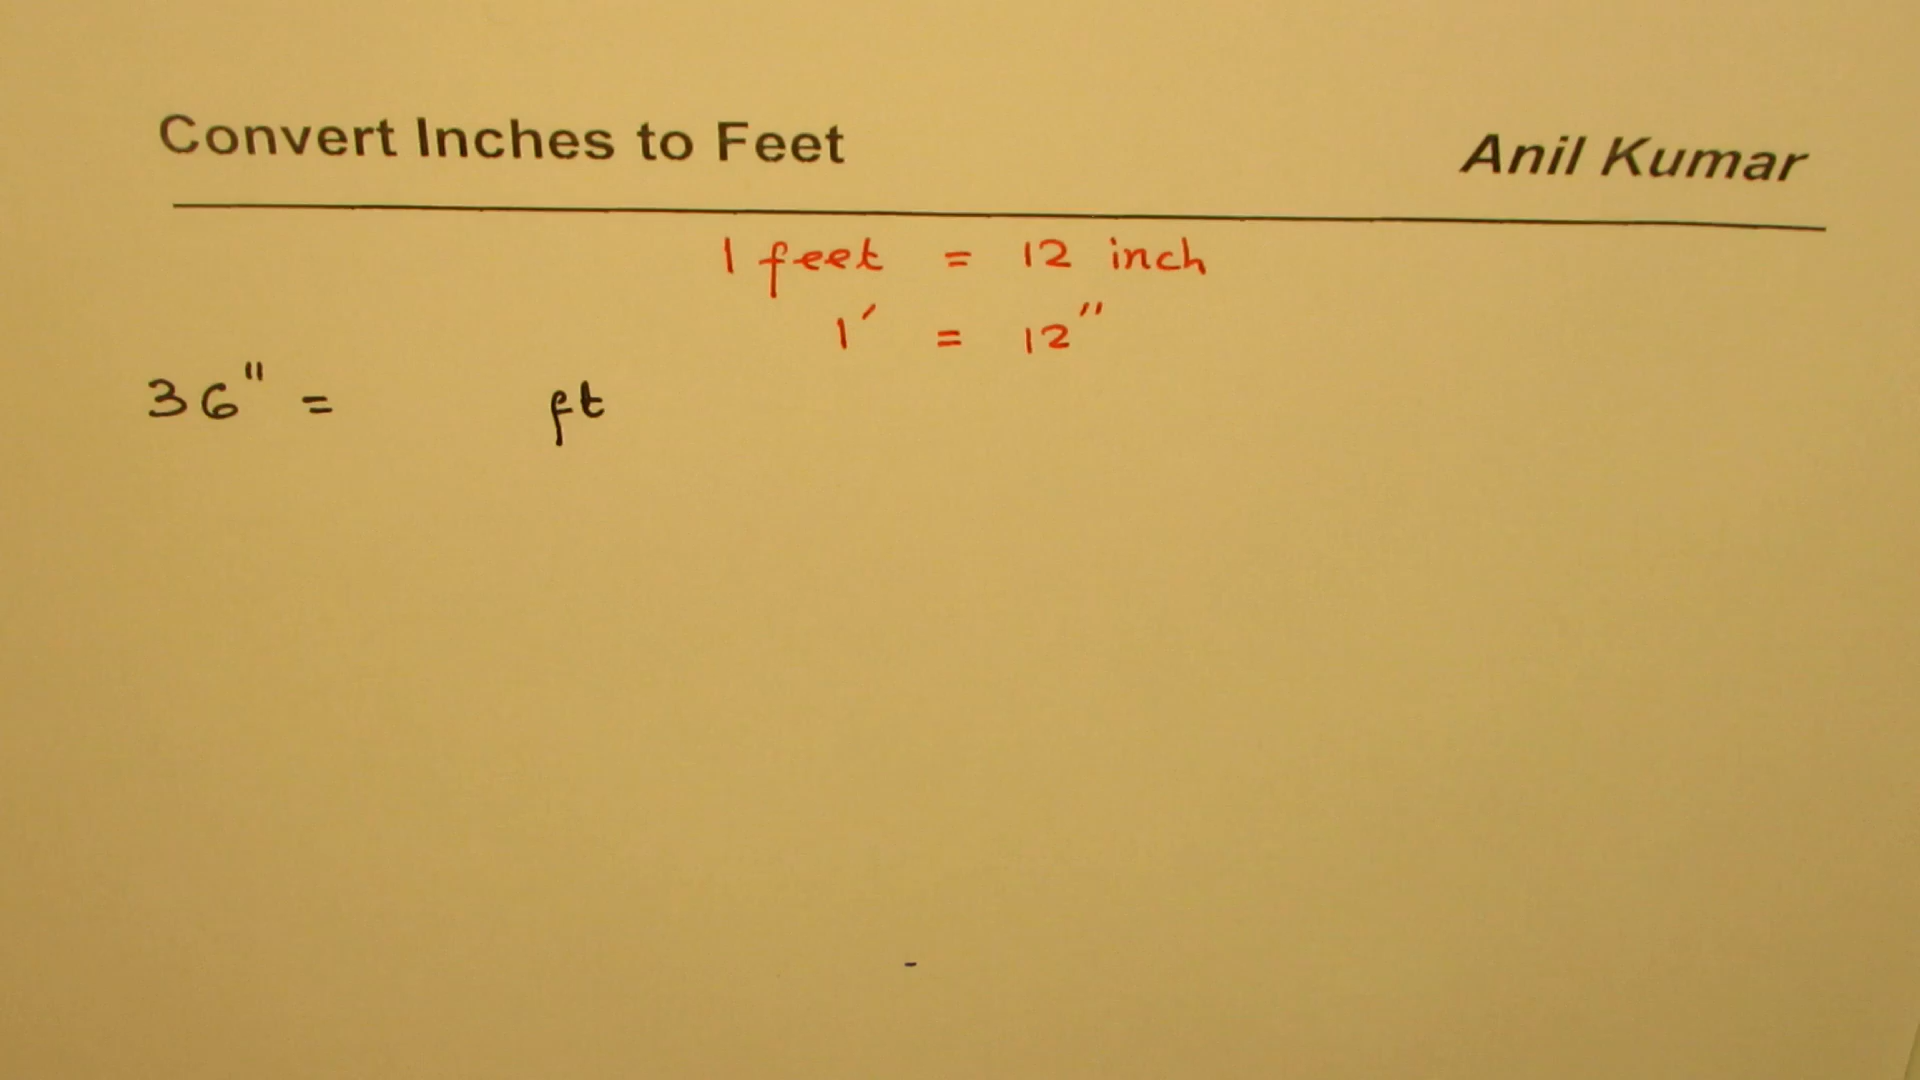 Convert Inches to Feet
Anil Kumar
1 feet = 12 inch
1′ = 12″
36" = ft